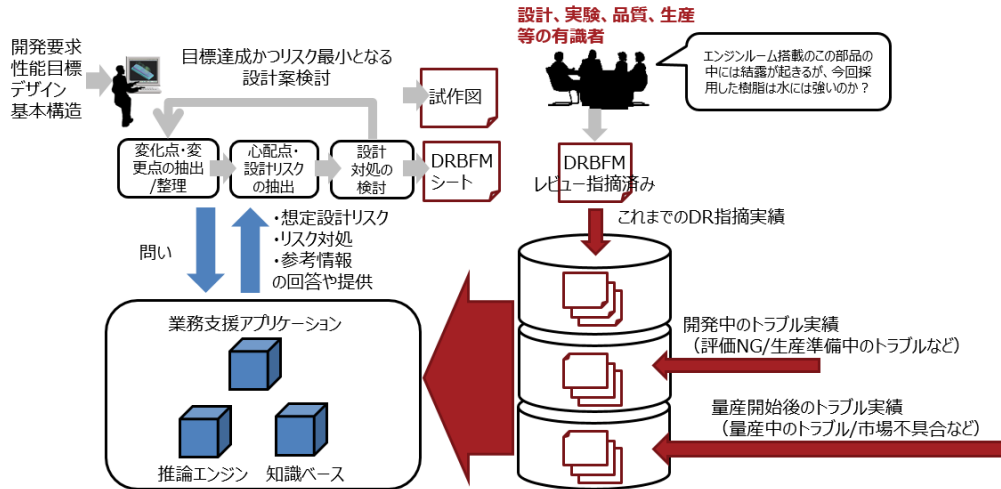 開発要求
性能目標
デザイン
基本構造
目標達成かつリスク最小となる
設計案検討
試作図
変化点・変
更点の抽出
/整理
心配点・
設計リスク
の抽出
設計
対処の
検討
DRBFM
シート
設計、実験、品質、生産
等の有識者
エンジンルーム搭載のこの部品の
中には結露が起きるが、今回採
用した樹脂は水には強いのか？
DRBFM
レビュー指摘済み
これまでのDR指摘実績
問い
・想定設計リスク
・リスク対処
・参考情報
の回答や提供
業務支援アプリケーション
推論エンジン
知識ベース
開発中のトラブル実績
（評価NG/生産準備中のトラブルなど）
量産開始後のトラブル実績
（量産中のトラブル/市場不具合など）